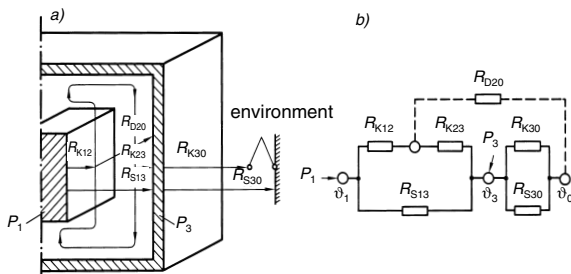 a)
b)
environment
R_D20
R_K12
R_K23
R_S13
R_K30
R_S30
P_1
P_3
R_D20
R_K12
R_K23
P_3
R_K30
P_1
ϑ_1
R_S13
ϑ_3
R_S30
ϑ_0